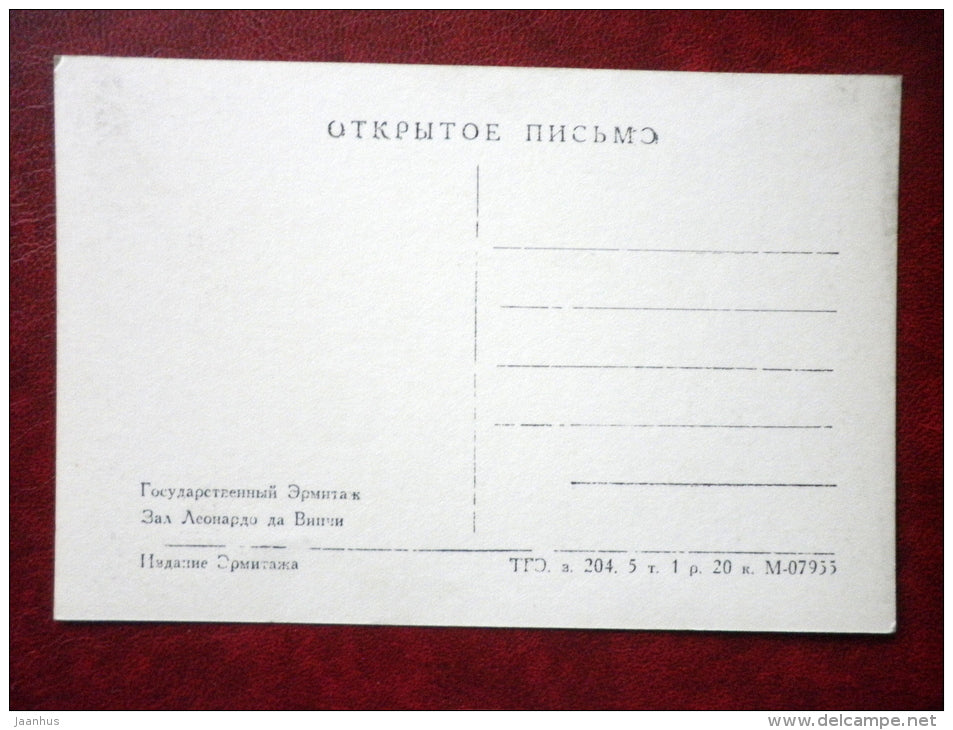 ОТКРЫТОЕ ПИСЬМО
Государственный Эрмитаж
Зал Леонардо да Винчи
Издание Эрмитажа
ТГЭ. з. 204. 5 т. 1 р. 20 к. М-07955
jaanhus
www.delcampe.net